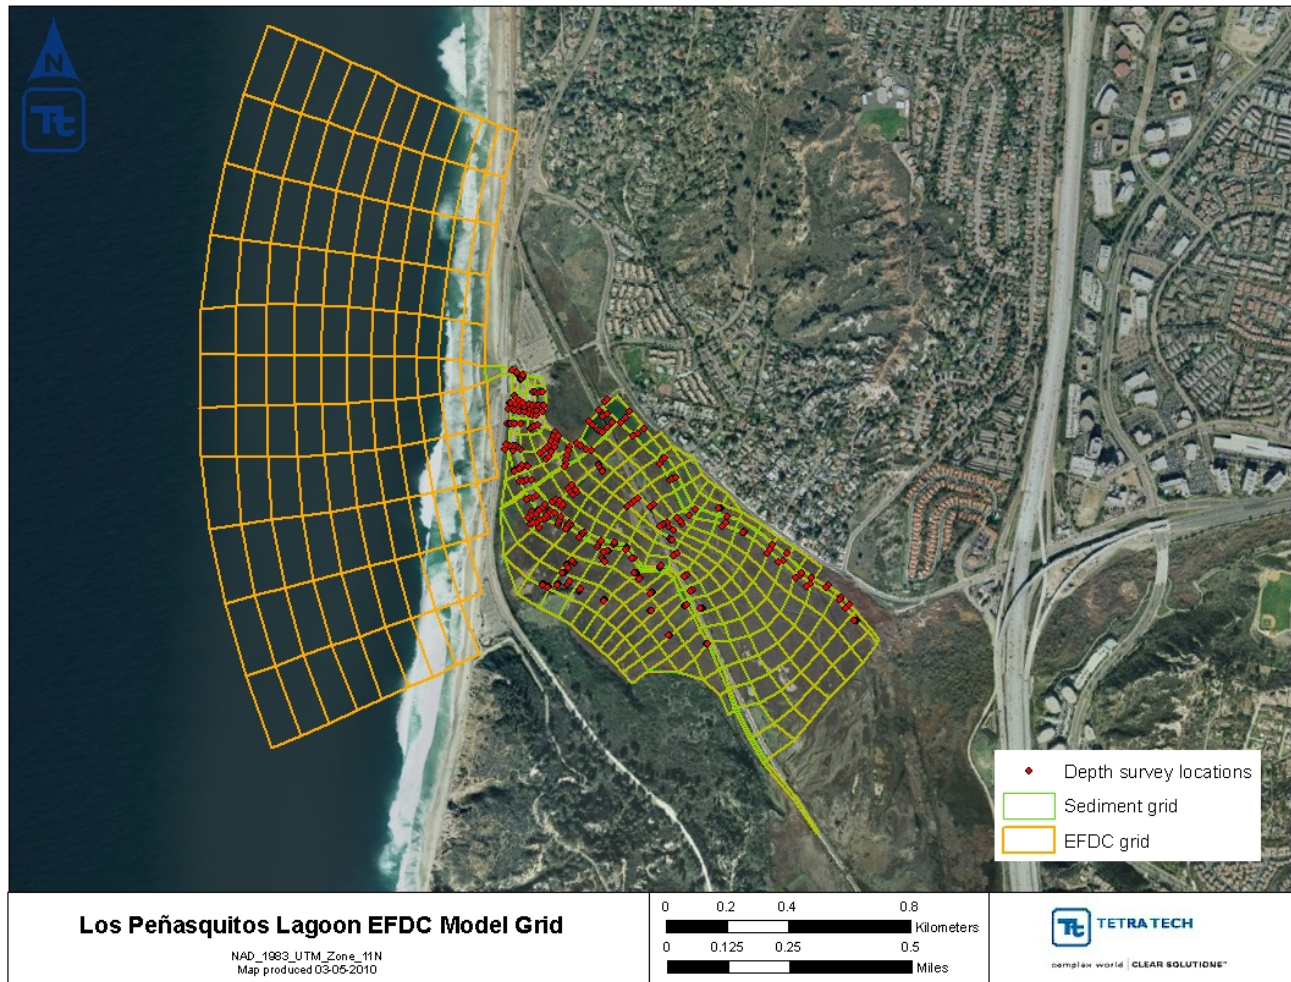 N
Tt
Depth survey locations
Sediment grid
EFDC grid
Los Peñasquitos Lagoon EFDC Model Grid
NAD_1983_UTM_Zone_11N
Map produced 03-05-2010
0 0.2 0.4 0.8
Kilometers
0 0.125 0.25 0.5
Miles
Tt TETRA TECH
complex world | CLEAR SOLUTIONS™